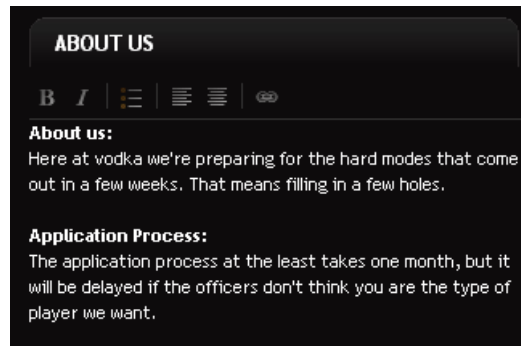 ABOUT US
B I
About us:
Here at vodka we're preparing for the hard modes that come
out in a few weeks. That means filling in a few holes.
Application Process:
The application process at the least takes one month, but it
will be delayed if the officers don't think you are the type of
player we want.